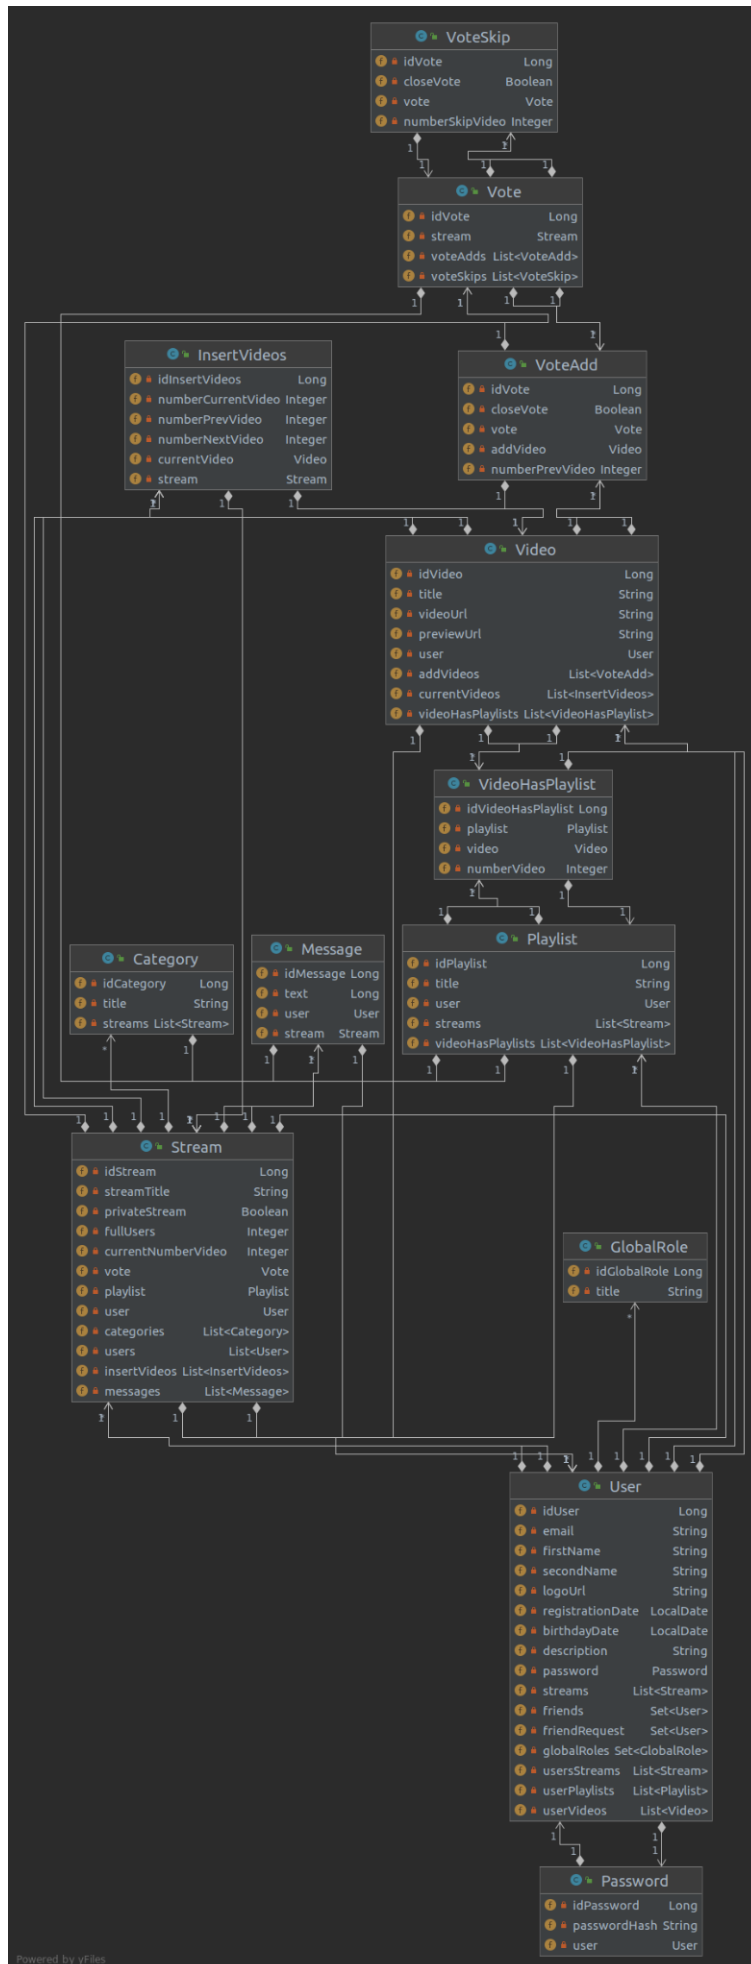 VoteSkip
idVote Long
closeVote Boolean
vote Vote
numberSkipVideo Integer
Vote
idVote Long
stream Stream
voteAdds List<VoteAdd>
voteSkips List<VoteSkip>
InsertVideos
idInsertVideos Long
numberCurrentVideo Integer
numberPrevVideo Integer
numberNextVideo Integer
currentVideo Video
stream Stream
VoteAdd
idVote Long
closeVote Boolean
vote Vote
addVideo Video
numberPrevVideo Integer
Video
idVideo Long
title String
videoUrl String
previewUrl String
user User
addVideos List<VoteAdd>
currentVideos List<InsertVideos>
videoHasPlaylists List<VideoHasPlaylist>
VideoHasPlaylist
idVideoHasPlaylist Long
playlist Playlist
video Video
numberVideo Integer
Category
idCategory Long
title String
streams List<Stream>
Message
idMessage Long
text Long
user User
stream Stream
Playlist
idPlaylist Long
title String
user User
streams List<Stream>
videoHasPlaylists List<VideoHasPlaylist>
Stream
idStream Long
streamTitle String
privateStream Boolean
fullUsers Integer
currentNumberVideo Integer
vote Vote
playlist Playlist
user User
categories List<Category>
users List<User>
insertVideos List<InsertVideos>
messages List<Message>
GlobalRole
idGlobalRole Long
title String
User
idUser Long
email String
firstName String
secondName String
logoUrl String
registrationDate LocalDate
birthdayDate LocalDate
description String
password Password
streams List<Stream>
friends Set<User>
friendRequest Set<User>
globalRoles Set<GlobalRole>
usersStreams List<Stream>
userPlaylists List<Playlist>
userVideos List<Video>
Password
idPassword Long
passwordHash String
user User
Powered by yFiles